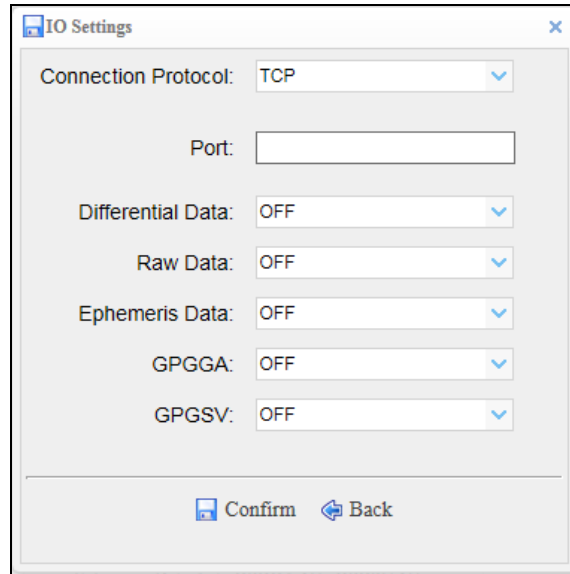 IO Settings
Connection Protocol: TCP
Port:
Differential Data: OFF
Raw Data: OFF
Ephemeris Data: OFF
GPGGA: OFF
GPGSV: OFF
Confirm Back